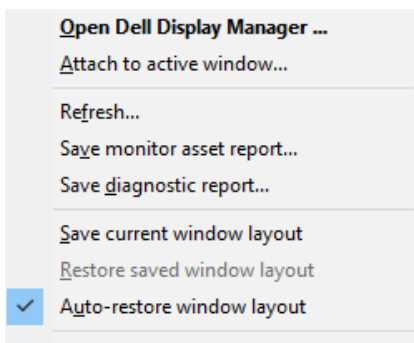 Open Dell Display Manager ...
Attach to active window...
Refresh...
Save monitor asset report...
Save diagnostic report...
Save current window layout
Restore saved window layout
Auto-restore window layout